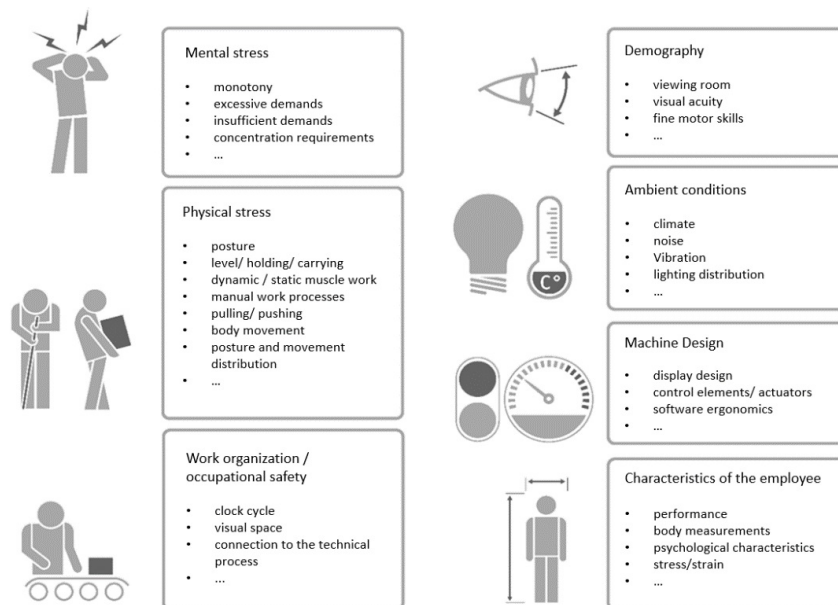 Mental stress
• monotony
• excessive demands
• insufficient demands
• concentration requirements
• ...
Physical stress
• posture
• level/ holding/ carrying
• dynamic / static muscle work
• manual work processes
• pulling/ pushing
• body movement
• posture and movement
distribution
• ...
Work organization /
occupational safety
• clock cycle
• visual space
• connection to the technical
process
• ...
Demography
• viewing room
• visual acuity
• fine motor skills
• ...
Ambient conditions
• climate
• noise
• Vibration
• lighting distribution
• ...
C°
Machine Design
• display design
• control elements/ actuators
• software ergonomics
• ...
Characteristics of the employee
• performance
• body measurements
• psychological characteristics
• stress/strain
• ...